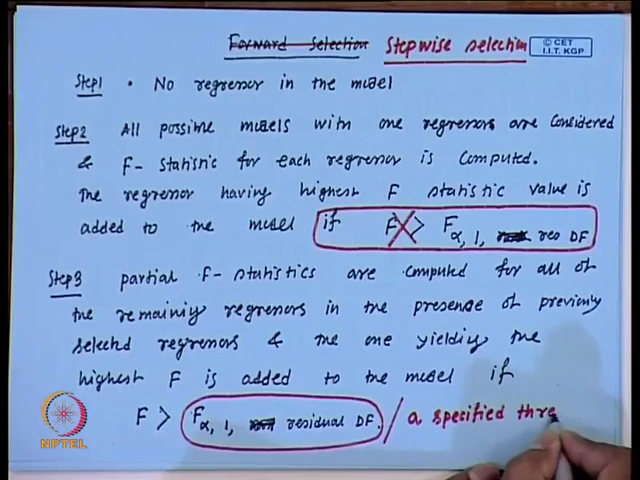 Forward Selection Stepwise selection © CET I.I.T. KGP
Step1 • No regressor in the model
Step2 All possible models with one regressors are considered
& F- statistic for each regressor is computed.
The regressor having highest F statistic value is
added to the model if F > F α, 1, res DF
Step3 partial F-statistics are computed for all of
the remaining regressors in the presence of previously
selected regressors & the one yielding the
highest F is added to the model if
F > F α, 1, residual DF. / a specified thre
NPTEL